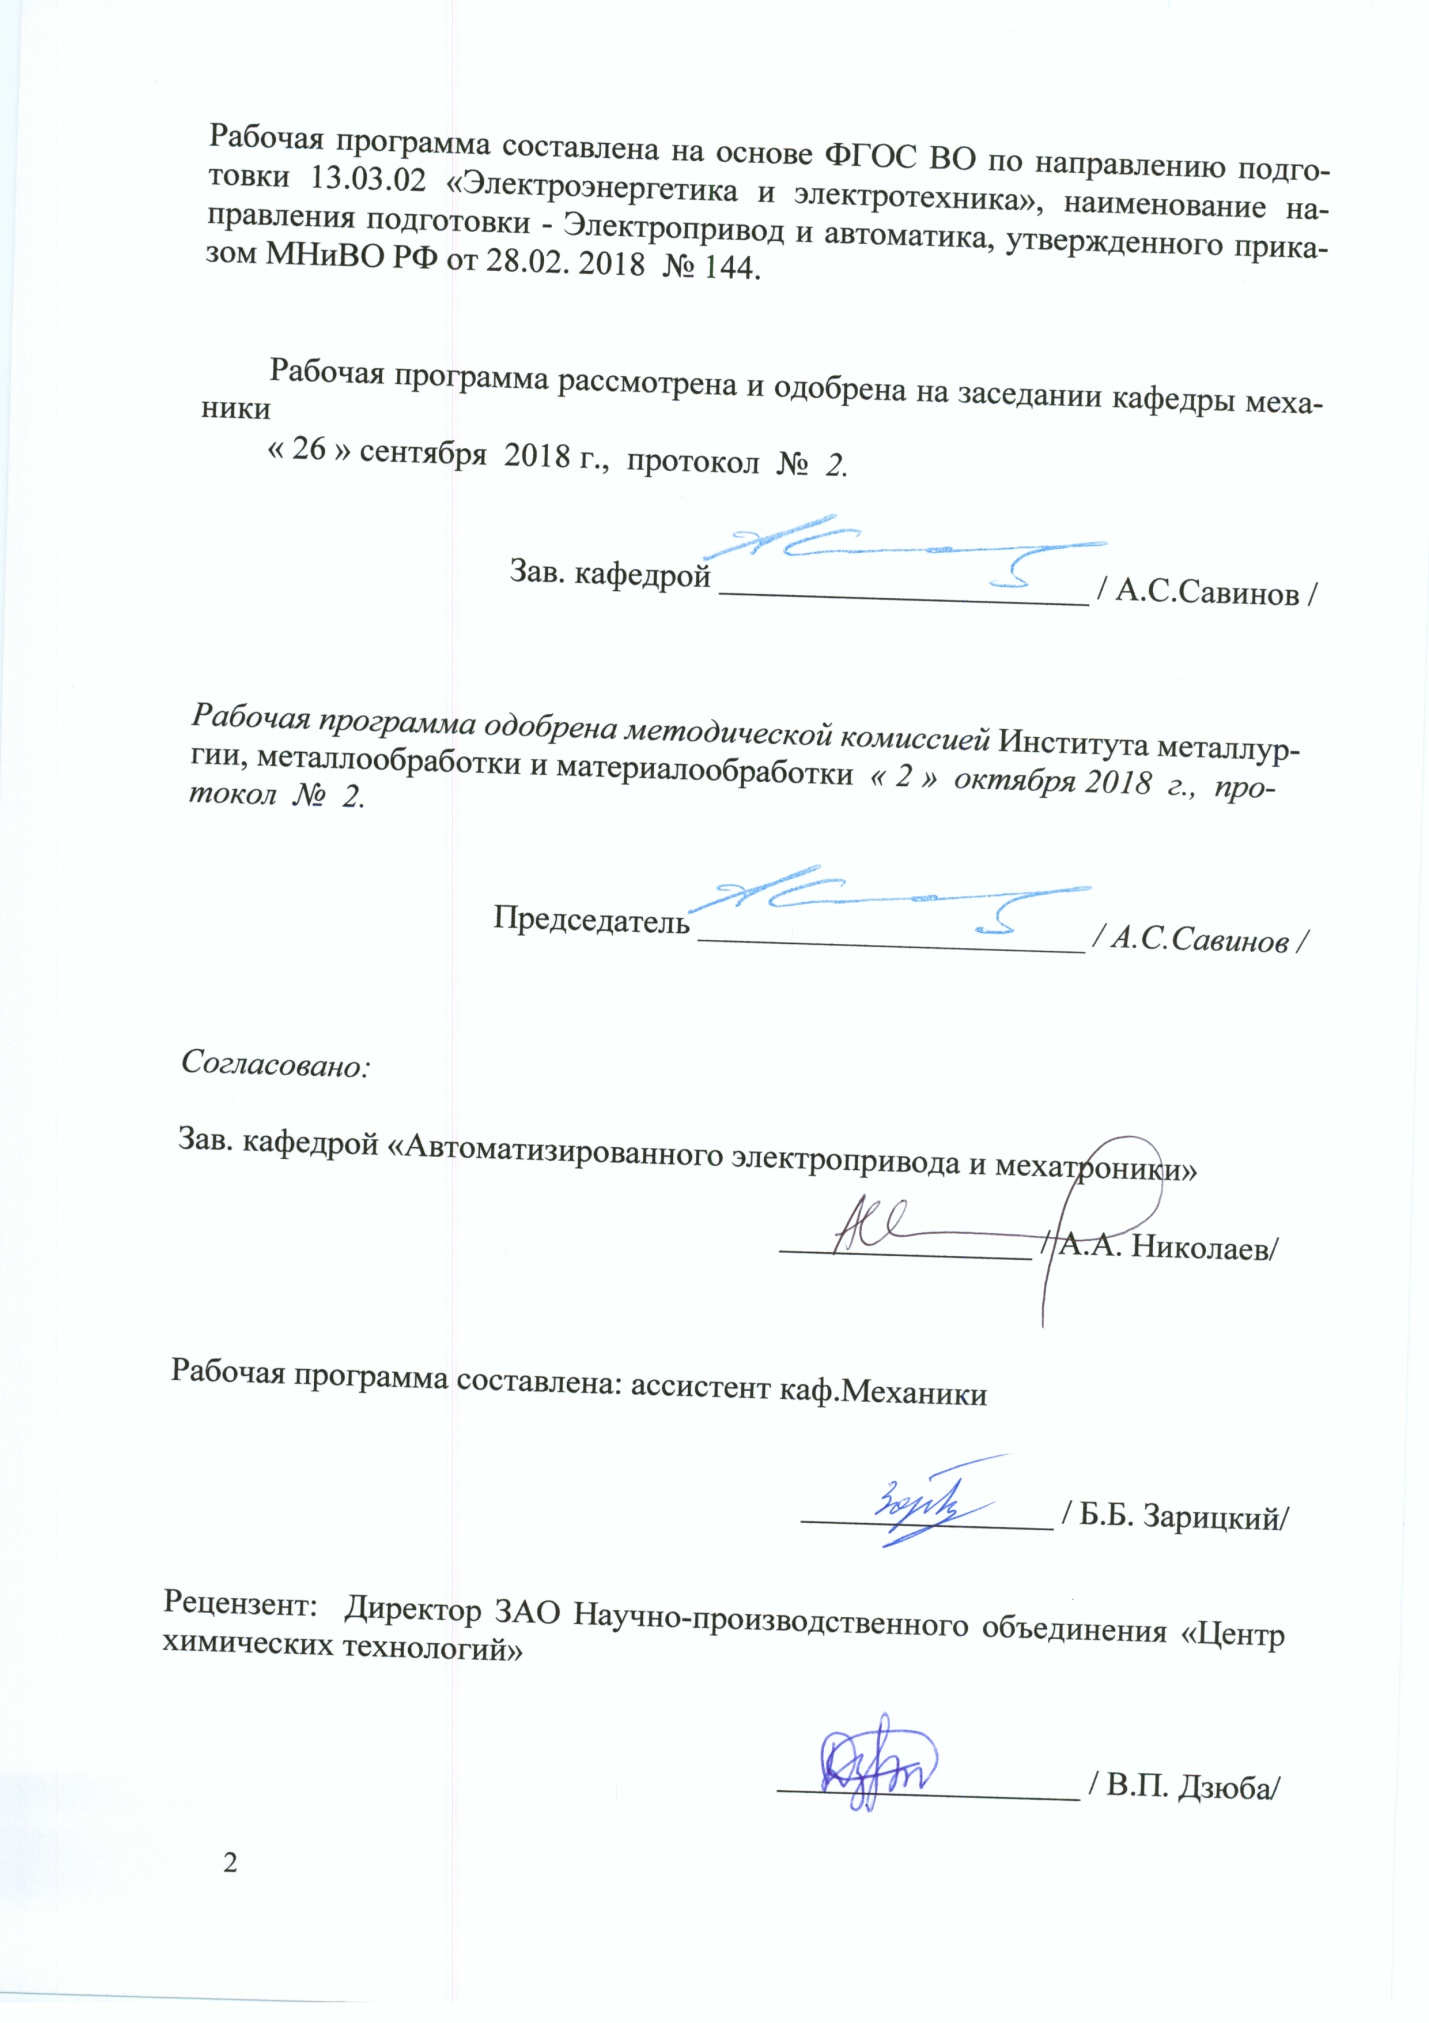 Рабочая программа составлена на основе ФГОС ВО по направлению подго-
товки 13.03.02 «Электроэнергетика и электротехника», наименование на-
правления подготовки - Электропривод и автоматика, утвержденного прика-
зом МНиВО РФ от 28.02. 2018 № 144.
Рабочая программа рассмотрена и одобрена на заседании кафедры меха-
ники
« 26 » сентября 2018 г., протокол № 2.
Зав. кафедрой ____________________ / А.С.Савинов /
Рабочая программа одобрена методической комиссией Института металлур-
гии, металлообработки и материалообработки « 2 » октября 2018 г., про-
токол № 2.
Председатель _____________________ / А.С.Савинов /
Согласовано:
Зав. кафедрой «Автоматизированного электропривода и мехатроники»
______________ / А.А. Николаев/
Рабочая программа составлена: ассистент каф.Механики
______________ / Б.Б. Зарицкий/
Рецензент: Директор ЗАО Научно-производственного объединения «Центр
химических технологий»
_________________ / В.П. Дзюба/
2